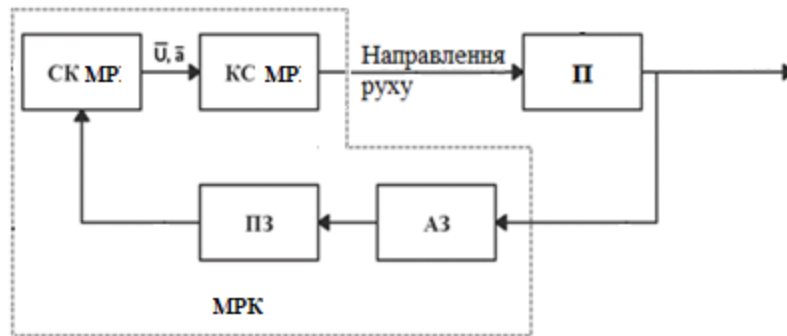 СК МР.
Ū, ā
КС МР.
Направлення
руху
П
ПЗ
АЗ
МРК